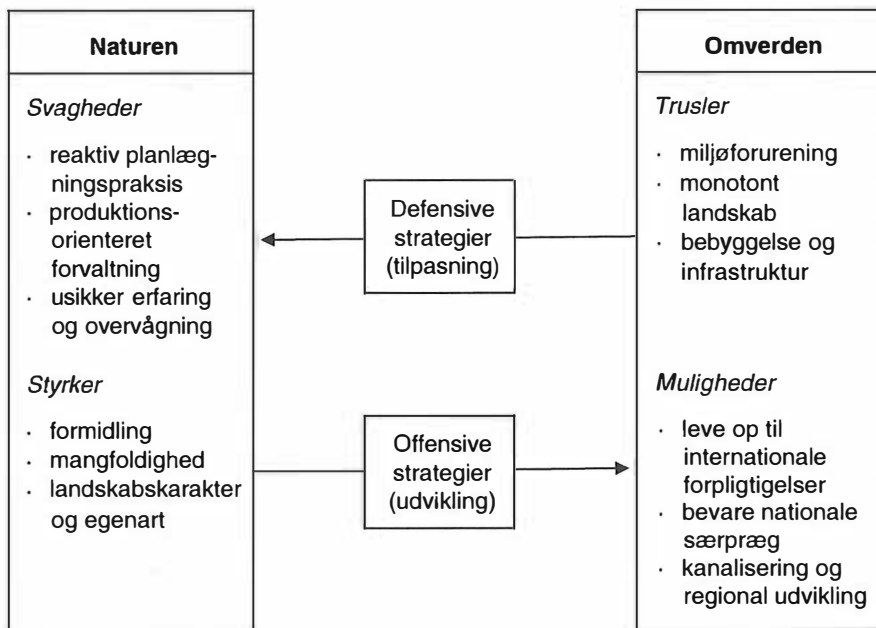 Naturen
Svagheder
· reaktiv planlæg-
ningspraksis
· produktions-
orienteret
forvaltning
· usikker erfaring
og overvågning
Styrker
· formidling
· mangfoldighed
· landskabskarakter
og egenart
Defensive
strategier
(tilpasning)
Offensive
strategier
(udvikling)
Omverden
Trusler
· miljøforurening
· monotont
landskab
· bebyggelse og
infrastruktur
Muligheder
· leve op til
internationale
forpligtigelser
· bevare nationale
særpræg
· kanalisering og
regional udvikling